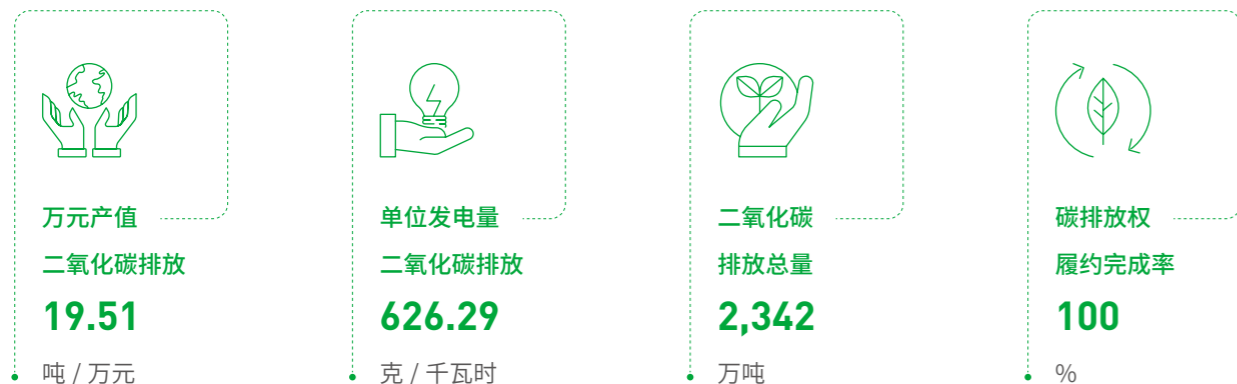 万元产值
二氧化碳排放
19.51
吨 / 万元
单位发电量
二氧化碳排放
626.29
克 / 千瓦时
二氧化碳
排放总量
2,342
万吨
碳排放权
履约完成率
100
%